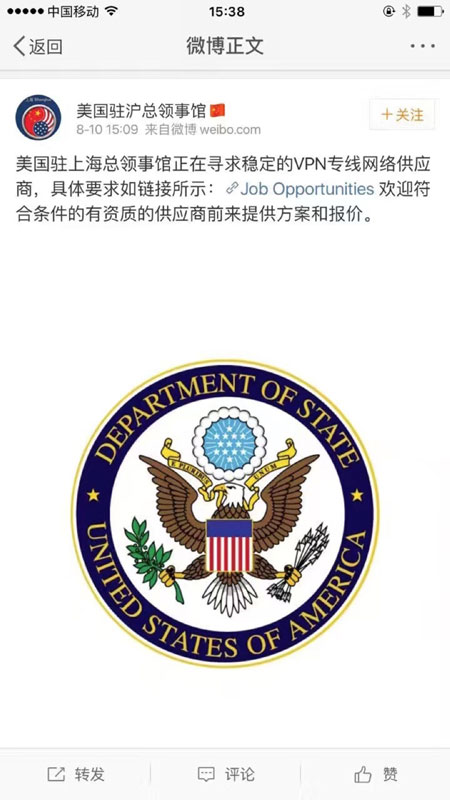 中国移动 15:38
返回 微博正文
美国驻沪总领事馆
8-10 15:09 来自微博 weibo.com
+关注
美国驻上海总领事馆正在寻求稳定的VPN专线网络供应
商，具体要求如链接所示： Job Opportunities 欢迎符
合条件的有资质的供应商前来提供方案和报价。
DEPARTMENT OF STATE
E PLURIBUS UNUM
UNITED STATES OF AMERICA
转发 评论 赞